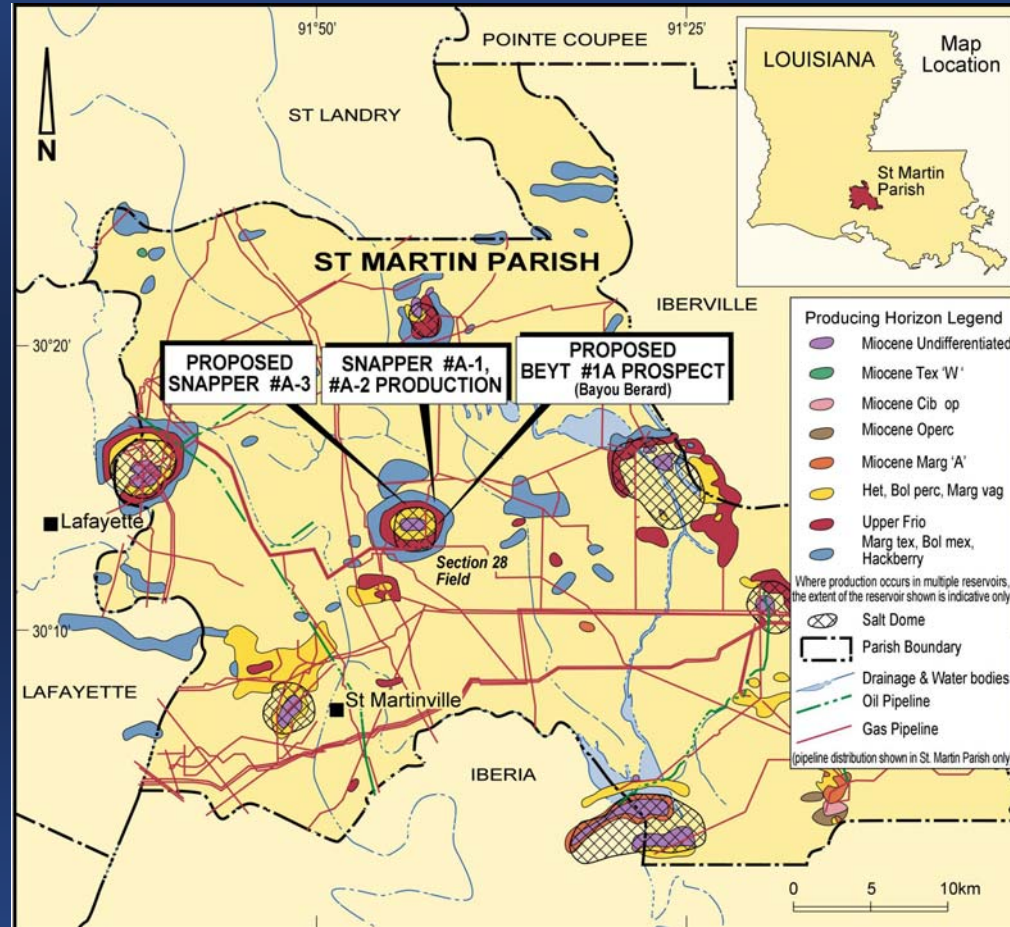 91°50'
91°25'
POINTE COUPEE
LOUISIANA
Map
Location
St Martin
Parish
ST LANDRY
N
ST MARTIN PARISH
IBERVILLE
30°20'
PROPOSED
SNAPPER #A-3
SNAPPER #A-1,
#A-2 PRODUCTION
PROPOSED
BEYT #1A PROSPECT
(Bayou Berard)
Lafayette
Section 28
Field
30°10'
LAFAYETTE
St Martinville
IBERIA
Producing Horizon Legend
Miocene Undifferentiated
Miocene Tex 'W'
Miocene Cib op
Miocene Operc
Miocene Marg 'A'
Het, Bol perc, Marg vag
Upper Frio
Marg tex, Bol mex,
Hackberry
Where production occurs in multiple reservoirs,
the extent of the reservoir shown is indicative only
Salt Dome
Parish Boundary
Drainage & Water bodies
Oil Pipeline
Gas Pipeline
(pipeline distribution shown in St. Martin Parish only)
0 5 10km